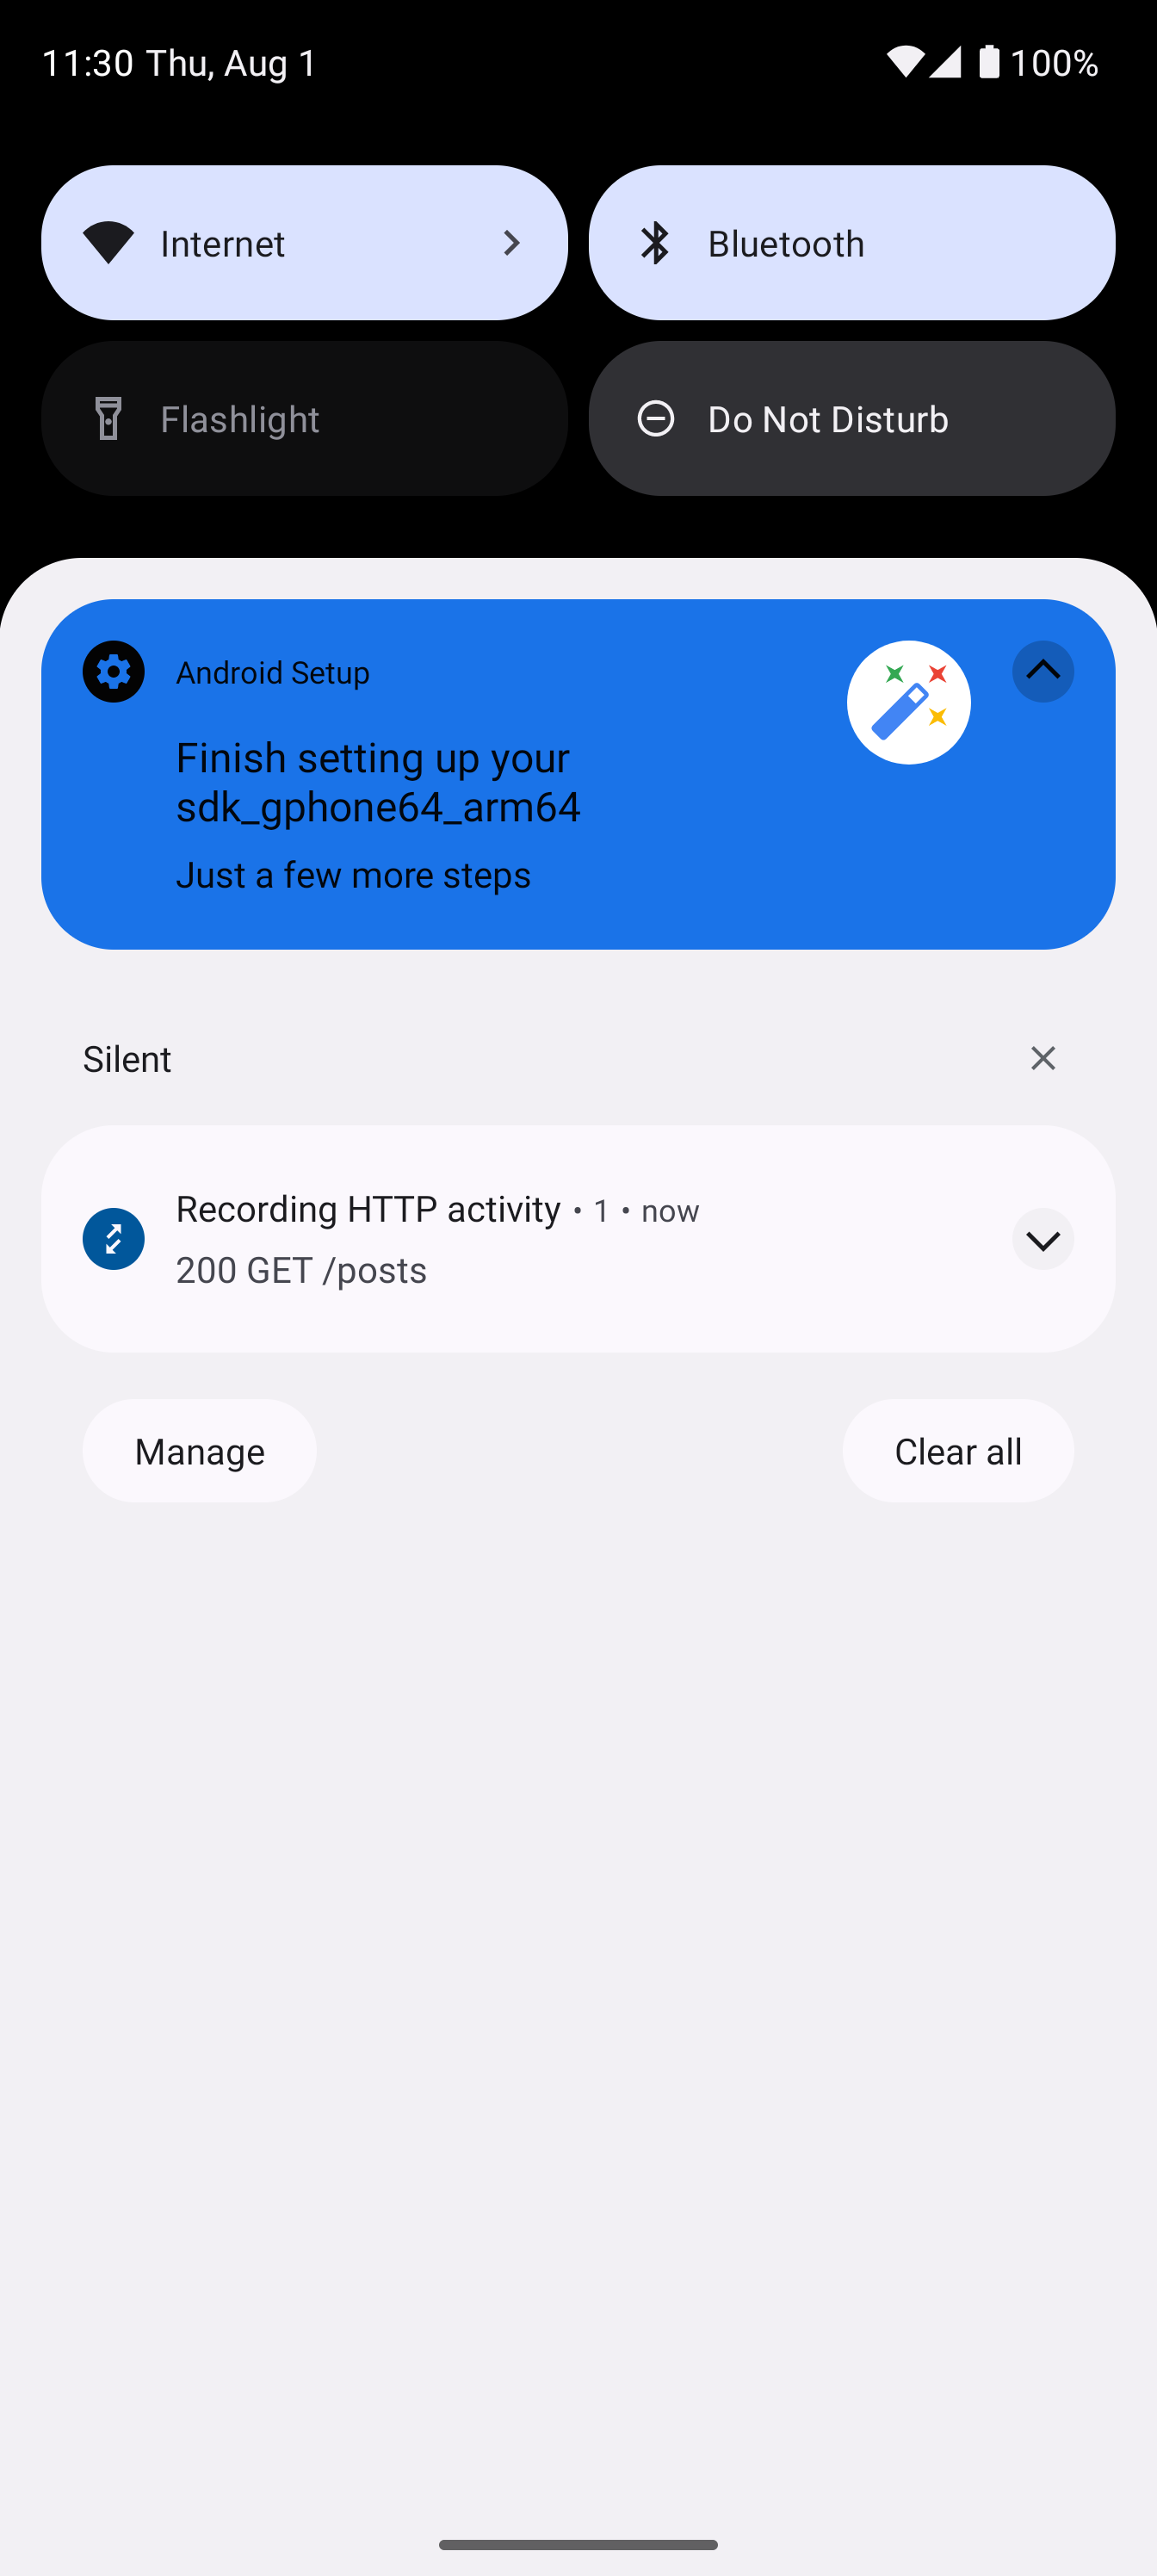 11:30 Thu, Aug 1 100%
Internet Bluetooth
Flashlight Do Not Disturb
Android Setup
Finish setting up your
sdk_gphone64_arm64
Just a few more steps
Silent
Recording HTTP activity • 1 • now
200 GET /posts
Manage Clear all